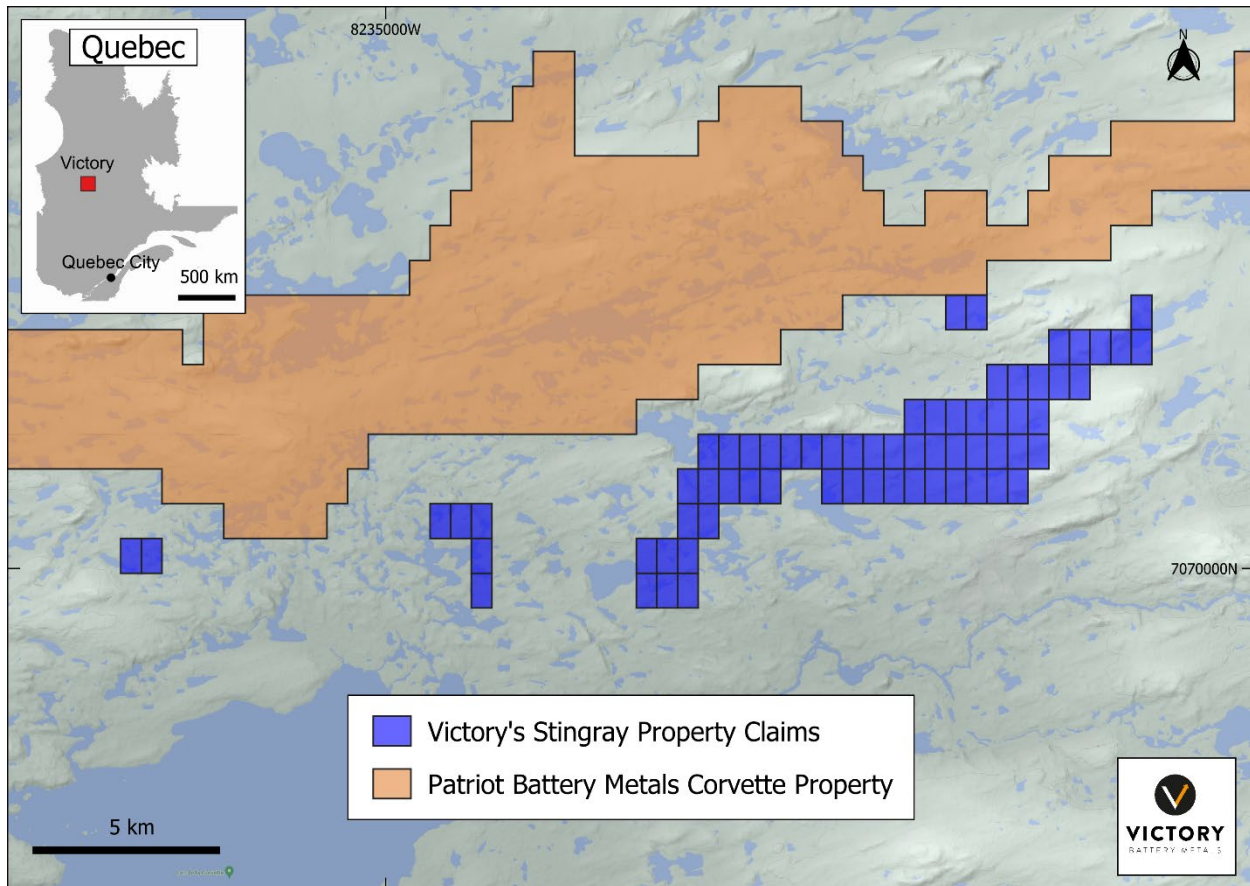 Quebec
Victory
Quebec City
500 km
8235000W
N
7070000N
Victory's Stingray Property Claims
Patriot Battery Metals Corvette Property
5 km
VICTORY
BATTERY METALS